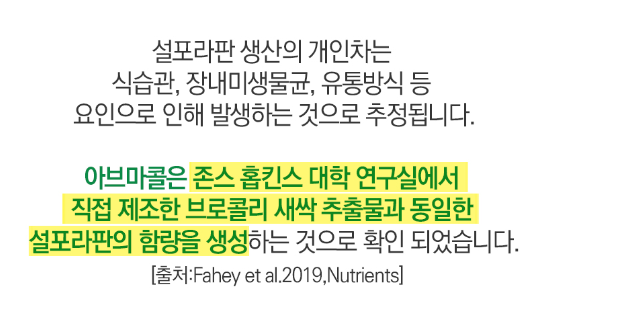 설포라판 생산의 개인차는
식습관, 장내미생물균, 유통방식 등
요인으로 인해 발생하는 것으로 추정됩니다.
아브마콜은 존스 홉킨스 대학 연구실에서
직접 제조한 브로콜리 새싹 추출물과 동일한
설포라판의 함량을 생성하는 것으로 확인 되었습니다.
[출처:Fahey et al.2019,Nutrients]